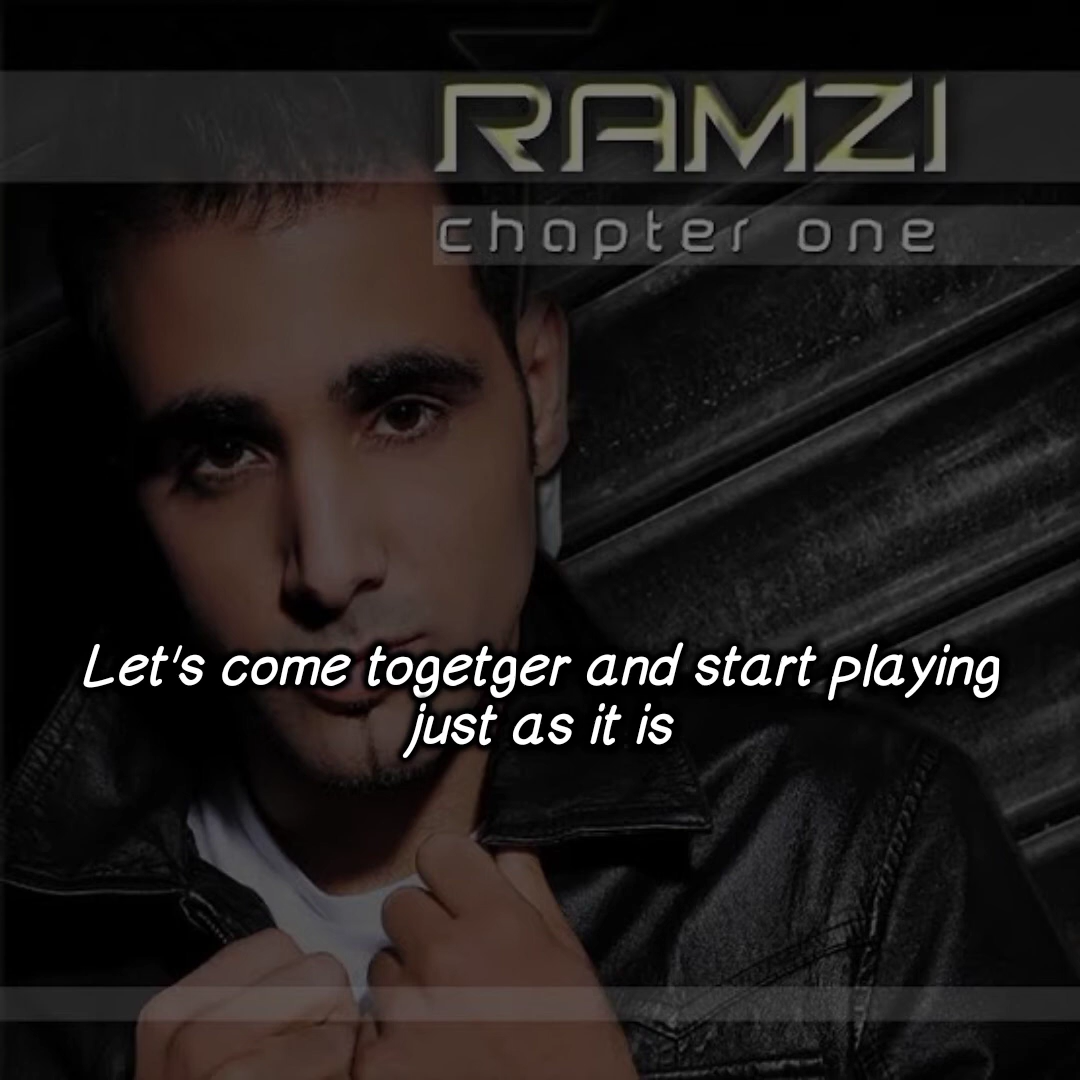 RAMZI
chapter one
Let's come togetger and start playing
just as it is